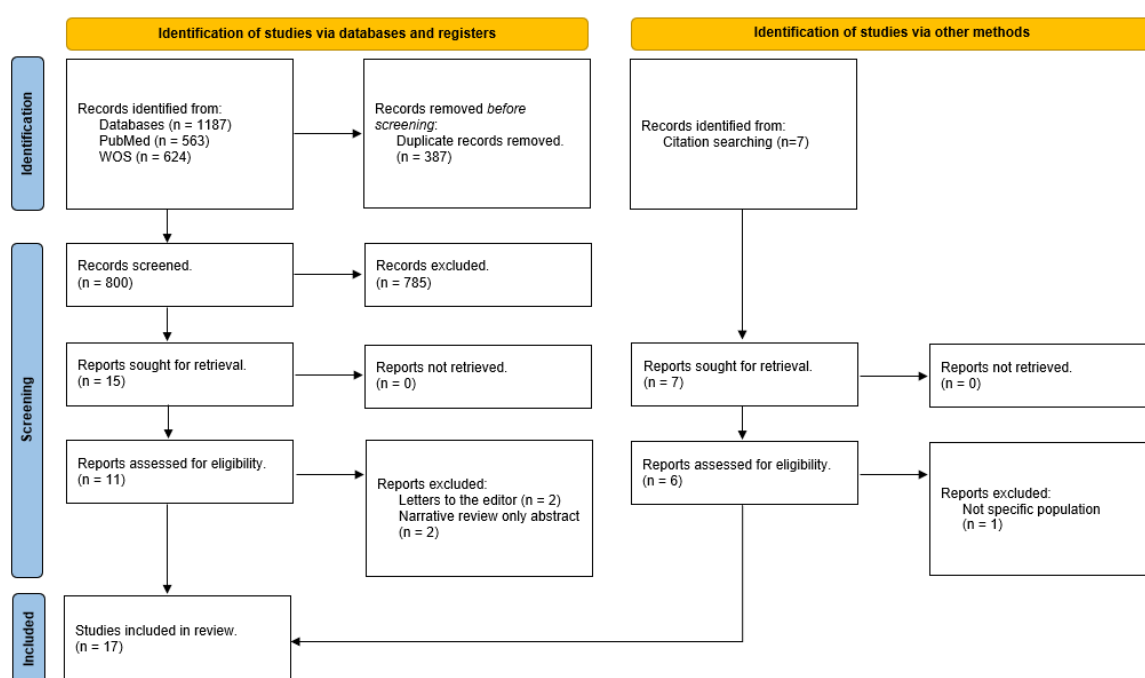 Identification of studies via databases and registers
Identification of studies via other methods
Identification
Records identified from:
Databases (n = 1187)
PubMed (n = 563)
WOS (n = 624)
Records removed before
screening:
Duplicate records removed.
(n = 387)
Records identified from:
Citation searching (n=7)
Screening
Records screened.
(n = 800)
Records excluded.
(n = 785)
Reports sought for retrieval.
(n = 15)
Reports not retrieved.
(n = 0)
Reports sought for retrieval.
(n = 7)
Reports not retrieved.
(n = 0)
Reports assessed for eligibility.
(n = 11)
Reports excluded:
Letters to the editor (n = 2)
Narrative review only abstract
(n = 2)
Reports assessed for eligibility.
(n = 6)
Reports excluded:
Not specific population
(n = 1)
Included
Studies included in review.
(n = 17)